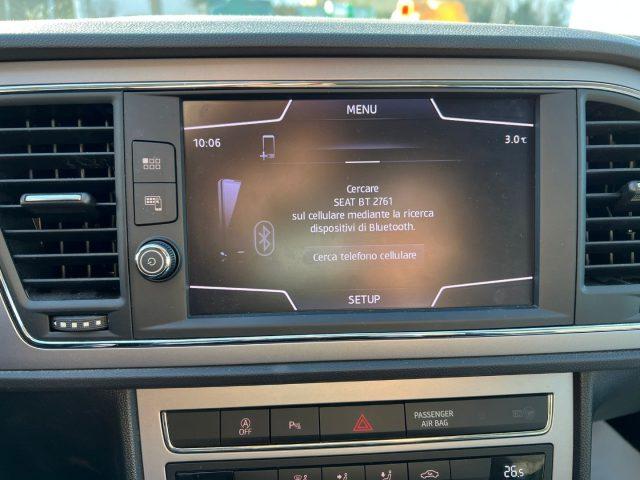 MENU
10:06
3.0°C
Cercare
SEAT BT 2761
sul cellulare mediante la ricerca
dispositivi di Bluetooth.
Cerca telefono cellulare
SETUP
A
OFF
P
PASSENGER
AIR BAG
26.5